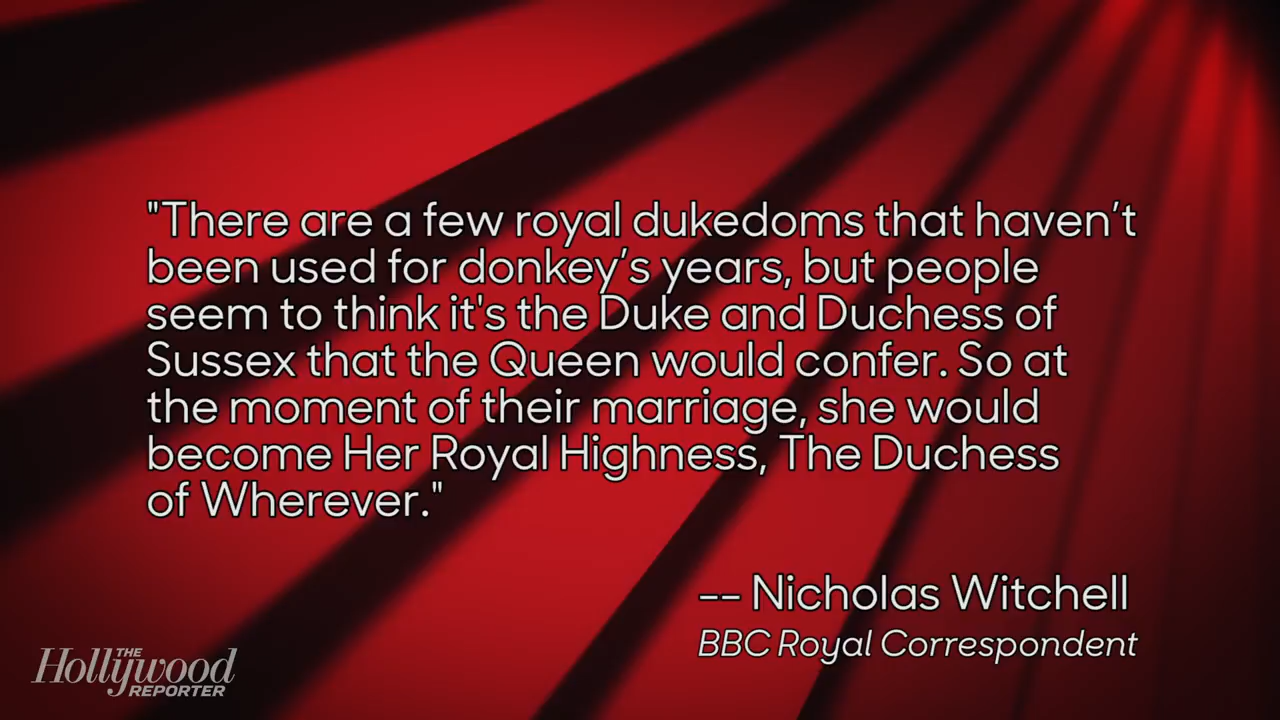 "There are a few royal dukedoms that haven’t
been used for donkey’s years, but people
seem to think it's the Duke and Duchess of
Sussex that the Queen would confer. So at
the moment of their marriage, she would
become Her Royal Highness, The Duchess
of Wherever."
-- Nicholas Witchell
BBC Royal Correspondent
THE
Hollywood
REPORTER